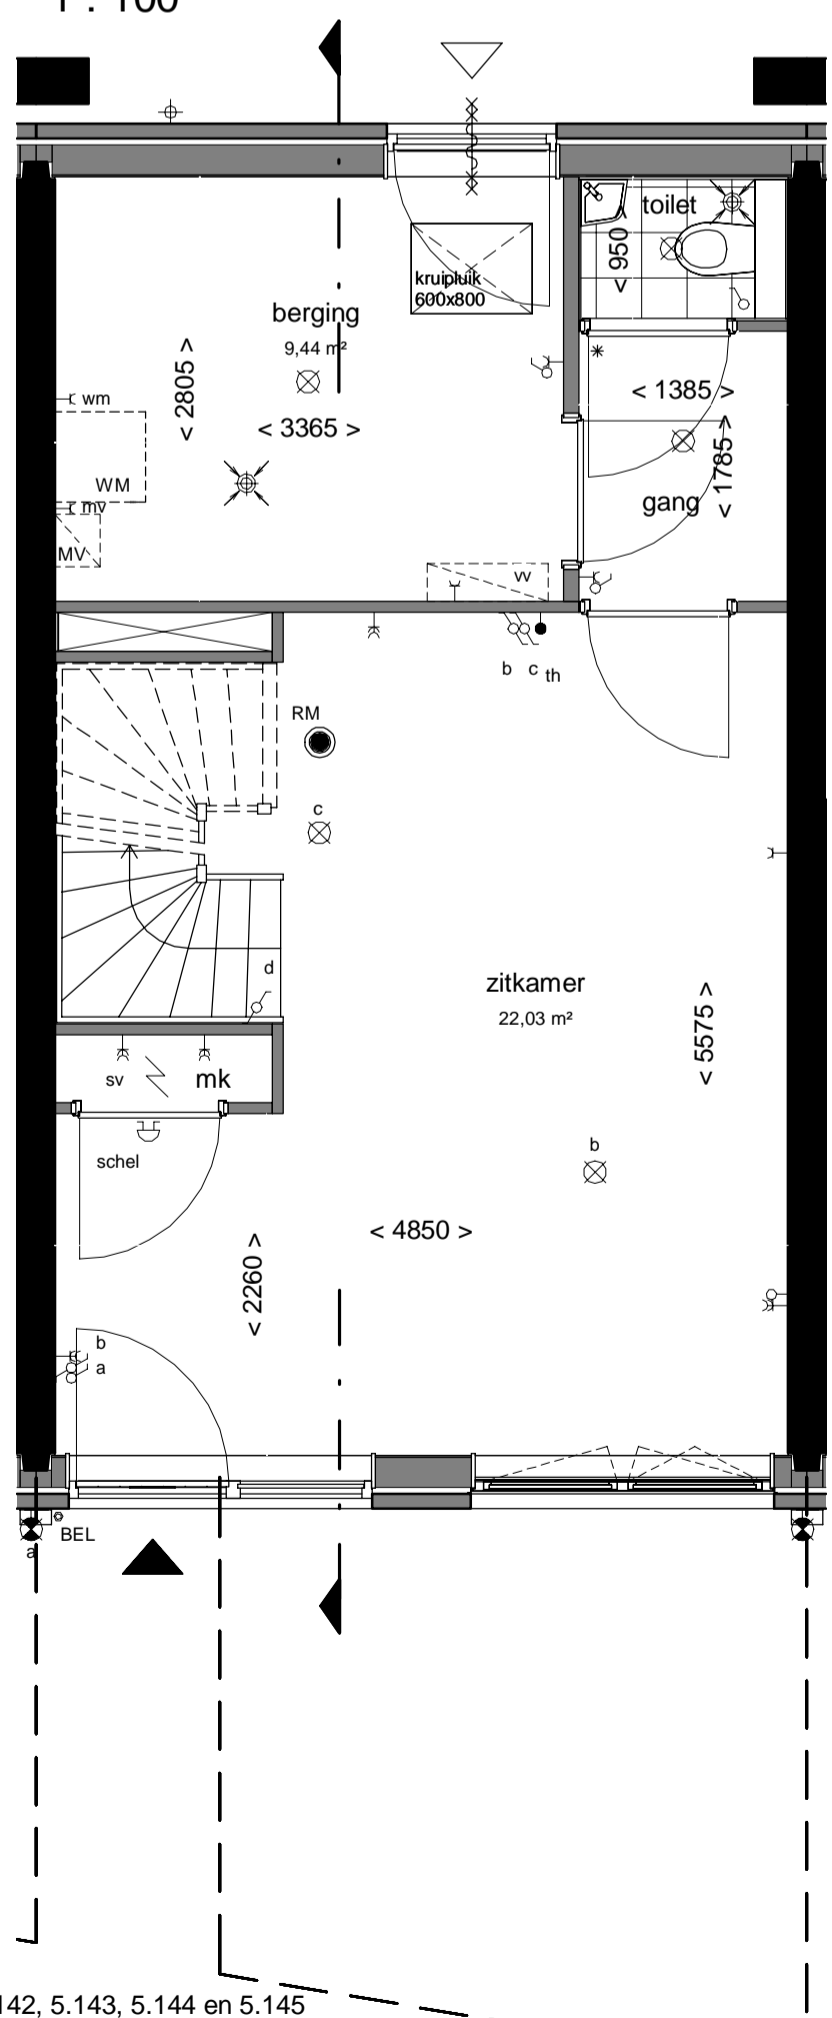 1 : 100
toilet
< 950 >
kruipluik
600x800
berging
9,44 m²
< 2805 >
< 3365 >
< 1385 >
< 1785 >
gang
wm
WM
mv
MV
vv
b c th
RM
c
d
zitkamer
22,03 m²
< 5575 >
sv
mk
schel
b
< 4850 >
< 2260 >
b
a
BEL
a
142, 5.143, 5.144 en 5.145